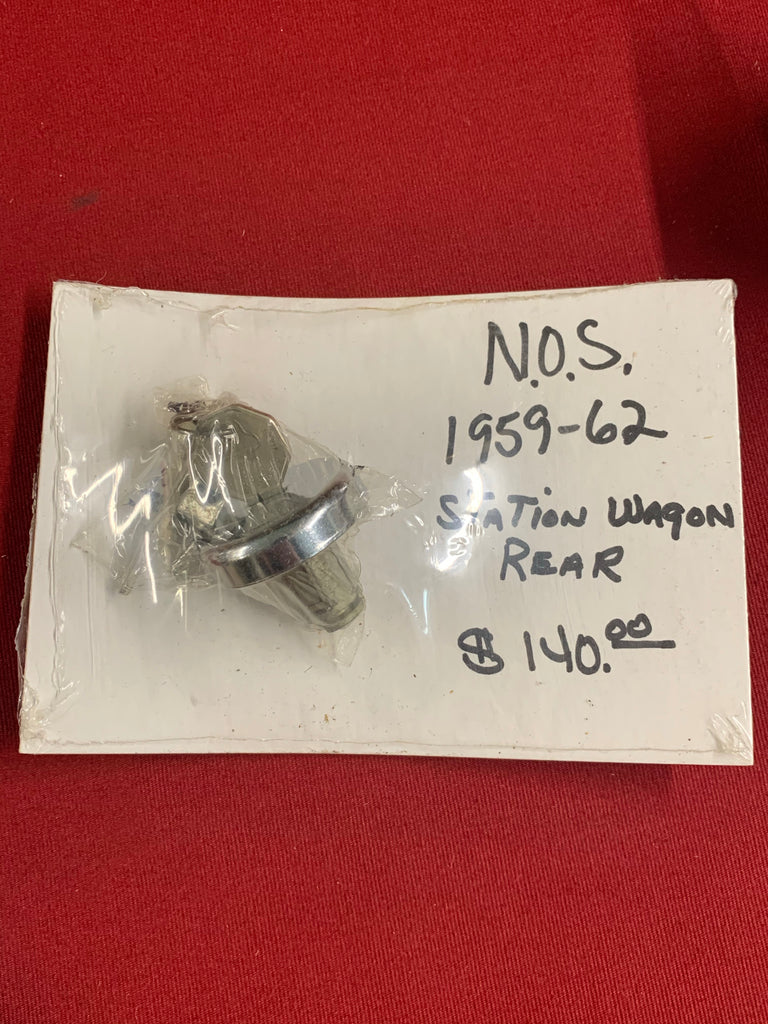 N.O.S.
1959-62
STATION WAGON
REAR
$ 140.00